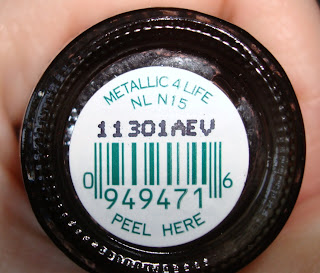 METALLIC 4 LIFE
NL N15
11301AEV
0 949471 6
PEEL HERE